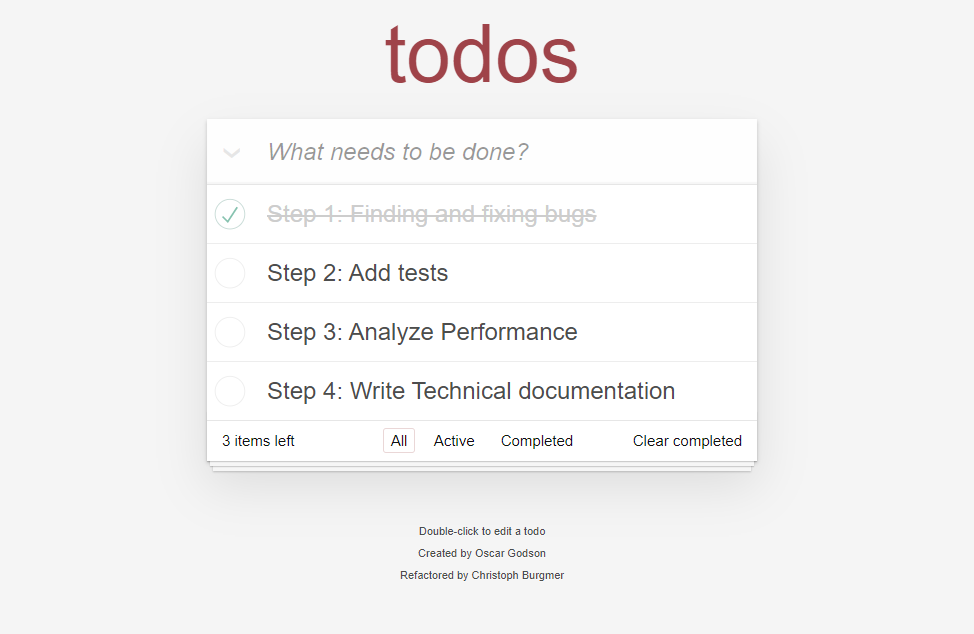 todos
What needs to be done?
Step 1: Finding and fixing bugs
Step 2: Add tests
Step 3: Analyze Performance
Step 4: Write Technical documentation
3 items left All Active Completed Clear completed
Double-click to edit a todo
Created by Oscar Godson
Refactored by Christoph Burgmer